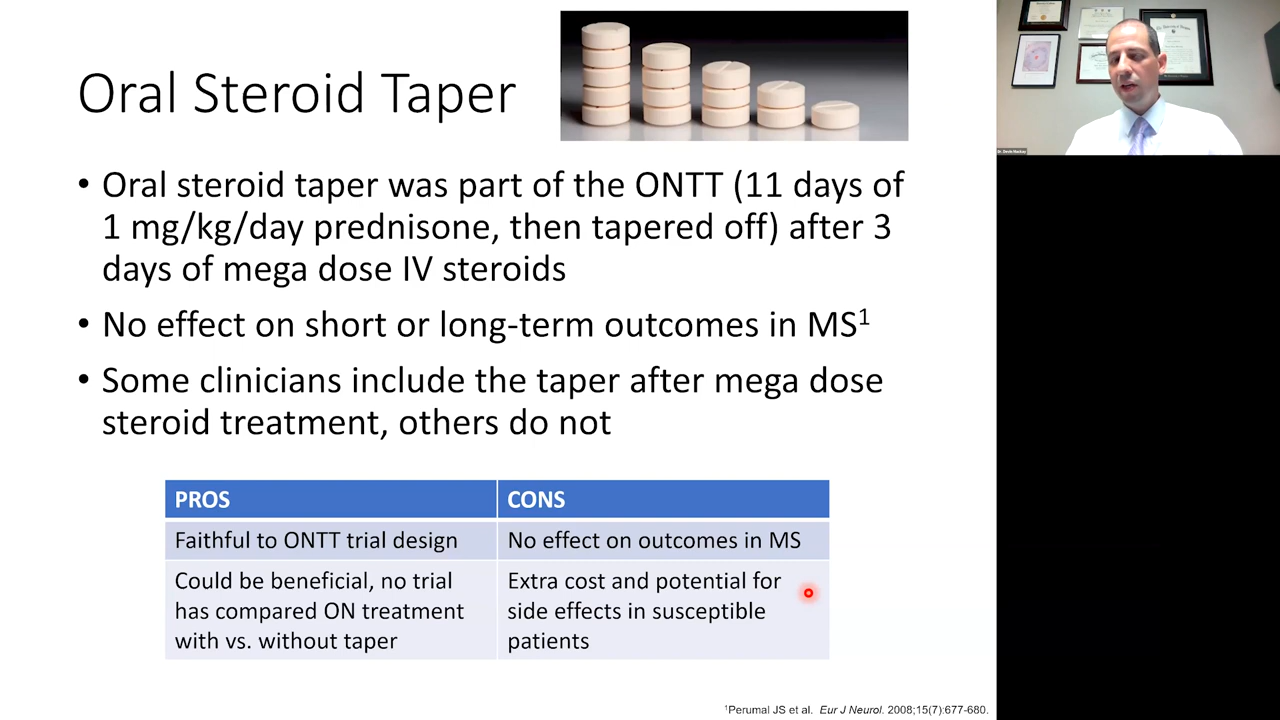 Oral Steroid Taper
• Oral steroid taper was part of the ONTT (11 days of
1 mg/kg/day prednisone, then tapered off) after 3
days of mega dose IV steroids
• No effect on short or long-term outcomes in MS¹
• Some clinicians include the taper after mega dose
steroid treatment, others do not
PROS
CONS
Faithful to ONTT trial design
No effect on outcomes in MS
Could be beneficial, no trial
has compared ON treatment
with vs. without taper
Extra cost and potential for
side effects in susceptible
patients
¹Perumal JS et al. Eur J Neurol. 2008;15(7):677-680.